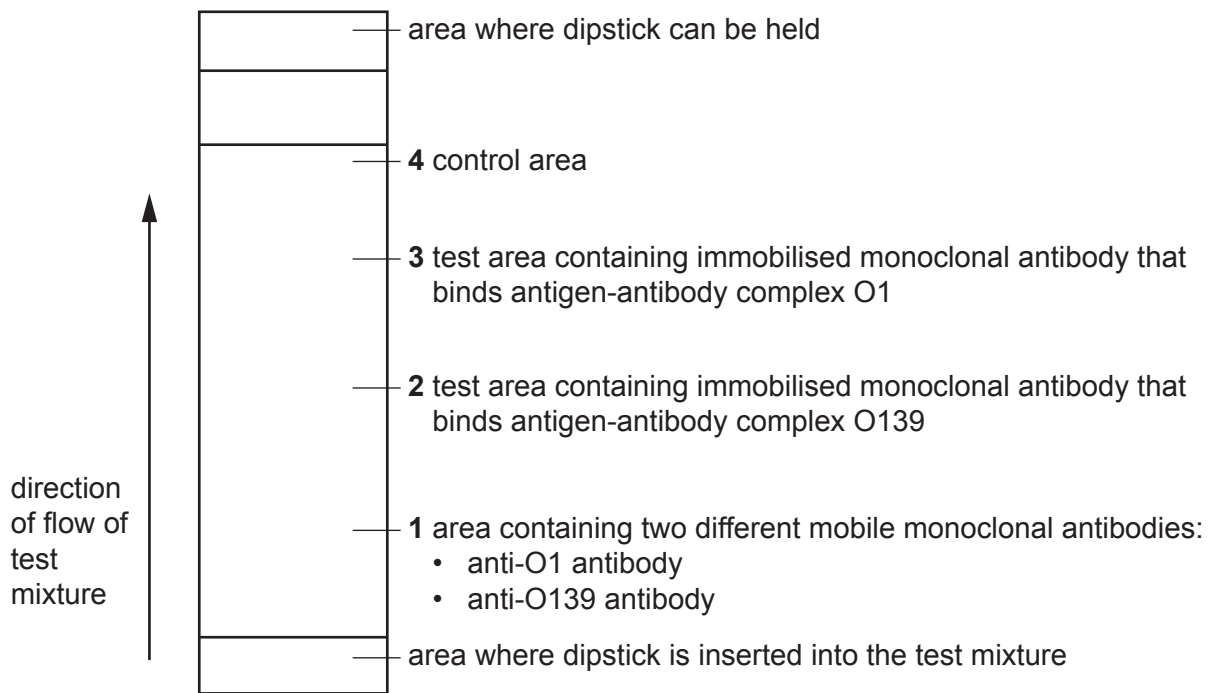 area where dipstick can be held
4 control area
3 test area containing immobilised monoclonal antibody that
binds antigen-antibody complex O1
2 test area containing immobilised monoclonal antibody that
binds antigen-antibody complex O139
direction
of flow of
test
mixture
1 area containing two different mobile monoclonal antibodies:
• anti-O1 antibody
• anti-O139 antibody
area where dipstick is inserted into the test mixture